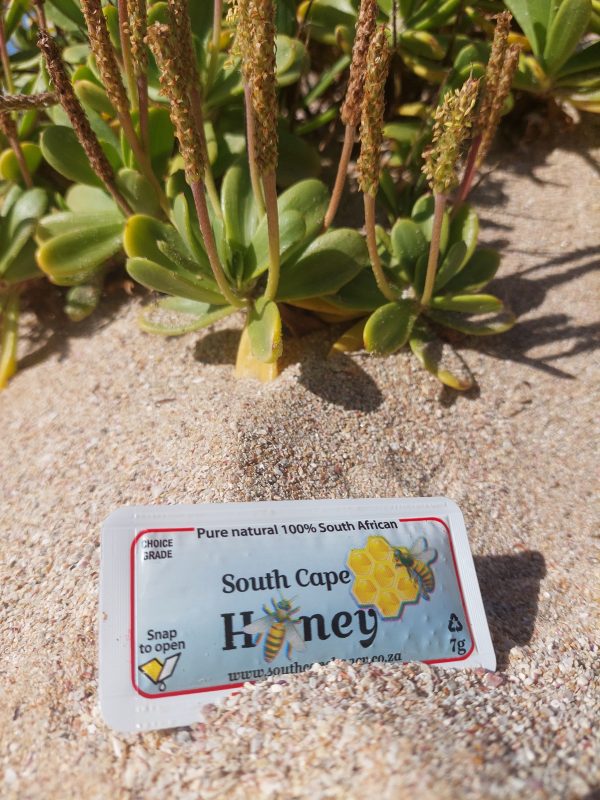 Pure natural 100% South African
CHOICE
GRADE
South Cape
Honey
Snap
to open
7g